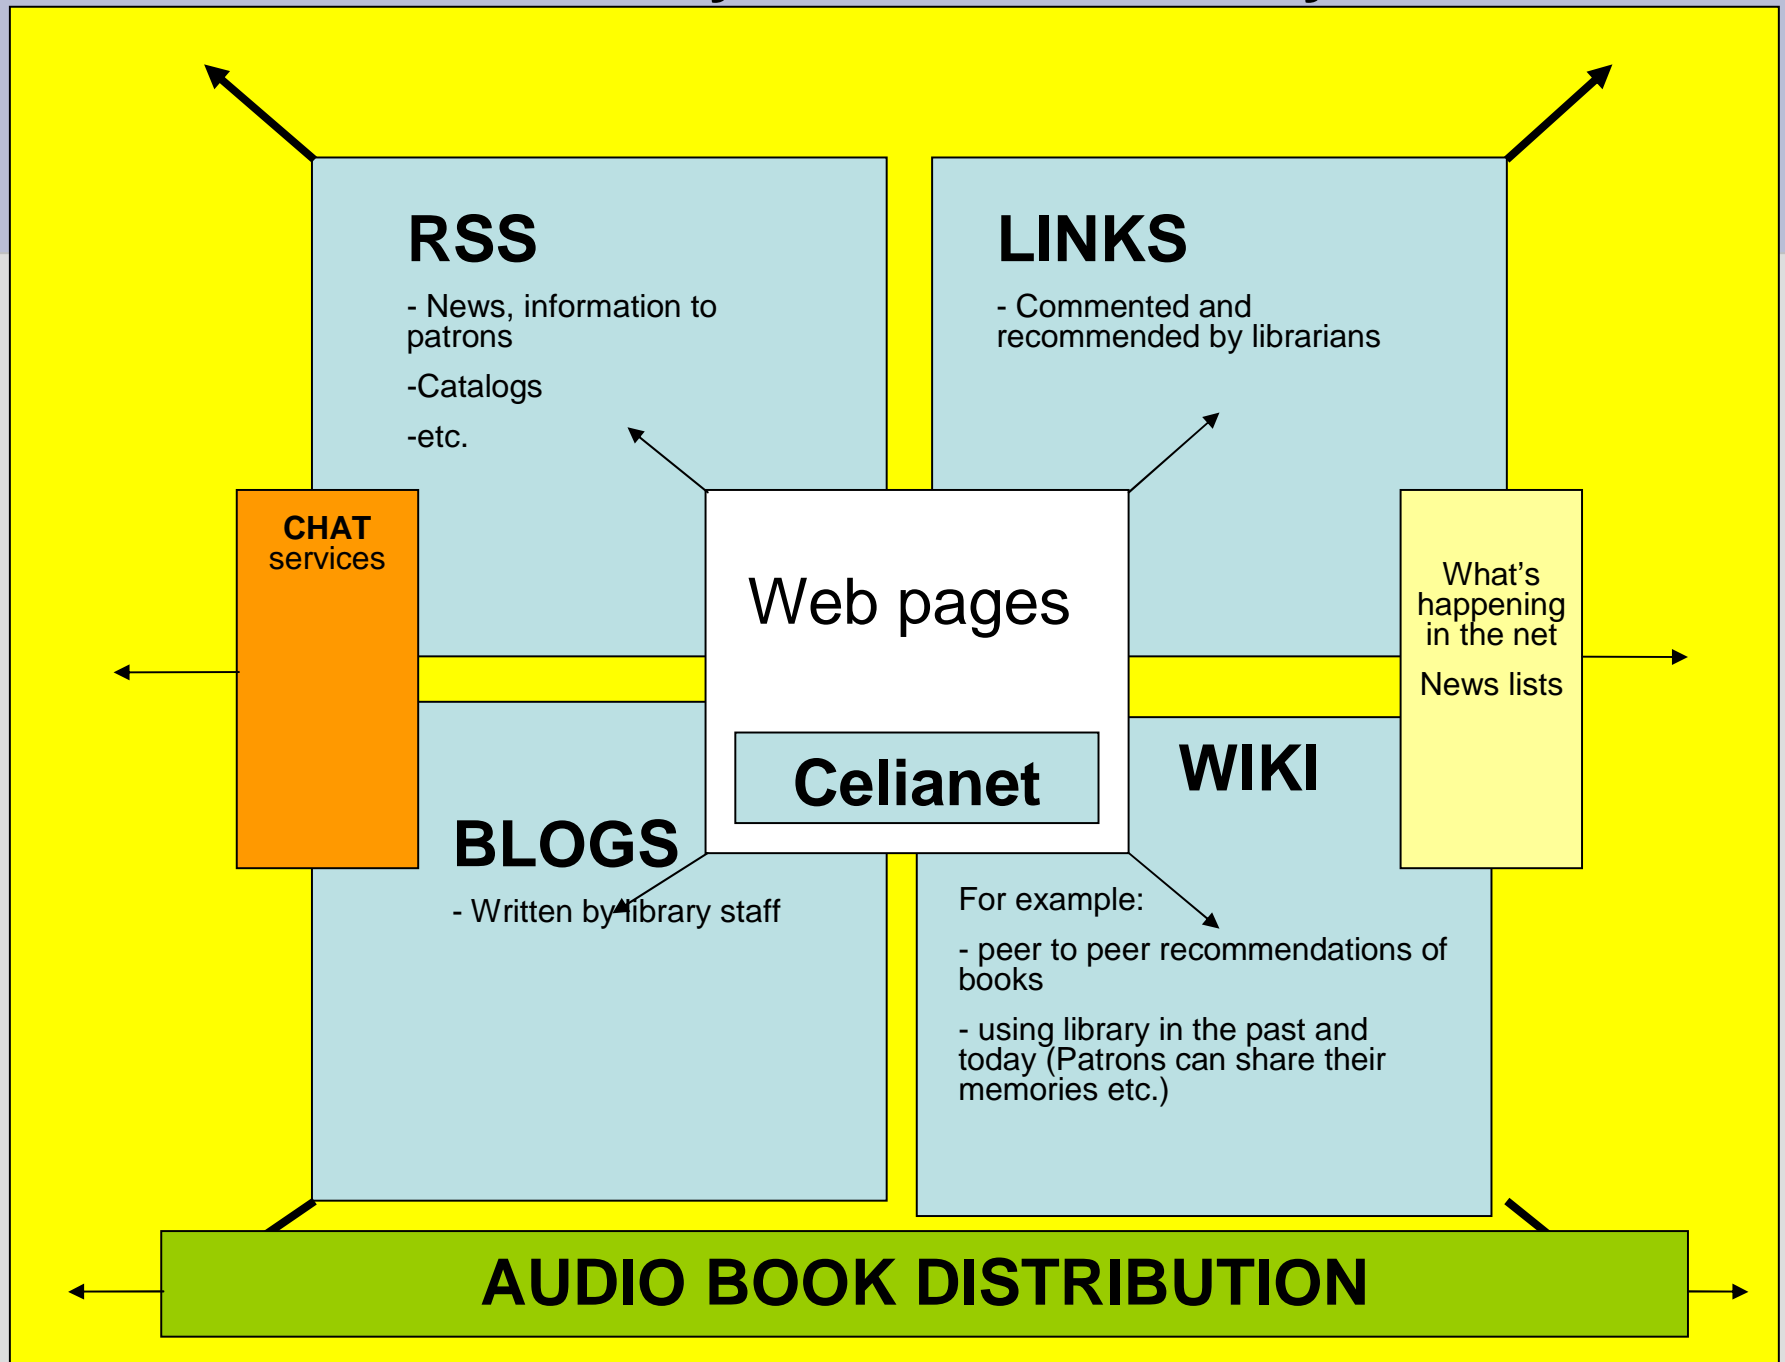 RSS
- News, information to
patrons
-Catalogs
-etc.
LINKS
- Commented and
recommended by librarians
CHAT
services
Web pages
Celianet
What's
happening
in the net
News lists
BLOGS
- Written by library staff
WIKI
For example:
- peer to peer recommendations of
books
- using library in the past and
today (Patrons can share their
memories etc.)
AUDIO BOOK DISTRIBUTION